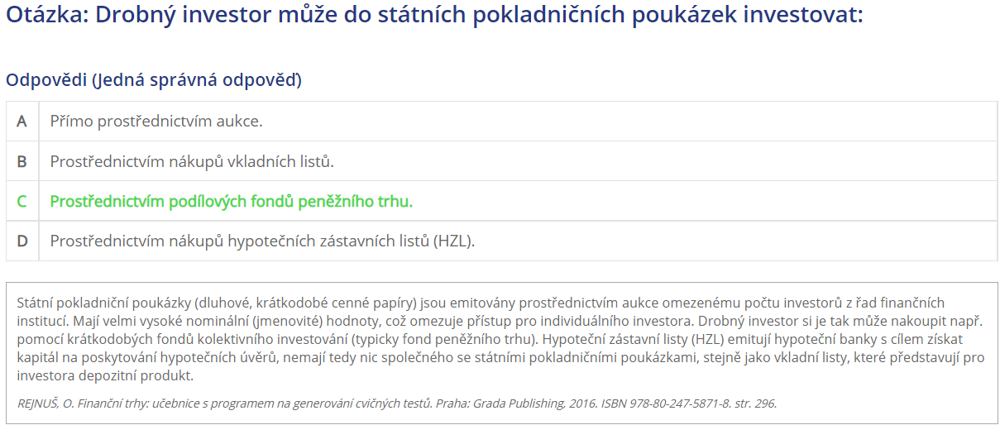 Otázka: Drobný investor může do státních pokladničních poukázek investovat:
Odpovědi (Jedná správná odpověď)
A Přímo prostřednictvím aukce.
B Prostřednictvím nákupů vkladních listů.
C Prostřednictvím podílových fondů peněžního trhu.
D Prostřednictvím nákupů hypotečních zástavních listů (HZL).
Státní pokladniční poukázky (dluhové, krátkodobé cenné papíry) jsou emitovány prostřednictvím aukce omezenému počtu investorů z řad finančních
institucí. Mají velmi vysoké nominální (jmenovité) hodnoty, což omezuje přístup pro individuálního investora. Drobný investor si je tak může nakoupit např.
pomocí krátkodobých fondů kolektivního investování (typicky fond peněžního trhu). Hypoteční zástavní listy (HZL) emitují hypoteční banky s cílem získat
kapitál na poskytování hypotečních úvěrů, nemají tedy nic společného se státními pokladničními poukázkami, stejně jako vkladní listy, které představují pro
investora depozitní produkt.
REJNUŠ, O. Finanční trhy: učebnice s programem na generování cvičných testů. Praha: Grada Publishing, 2016. ISBN 978-80-247-5871-8. str. 296.